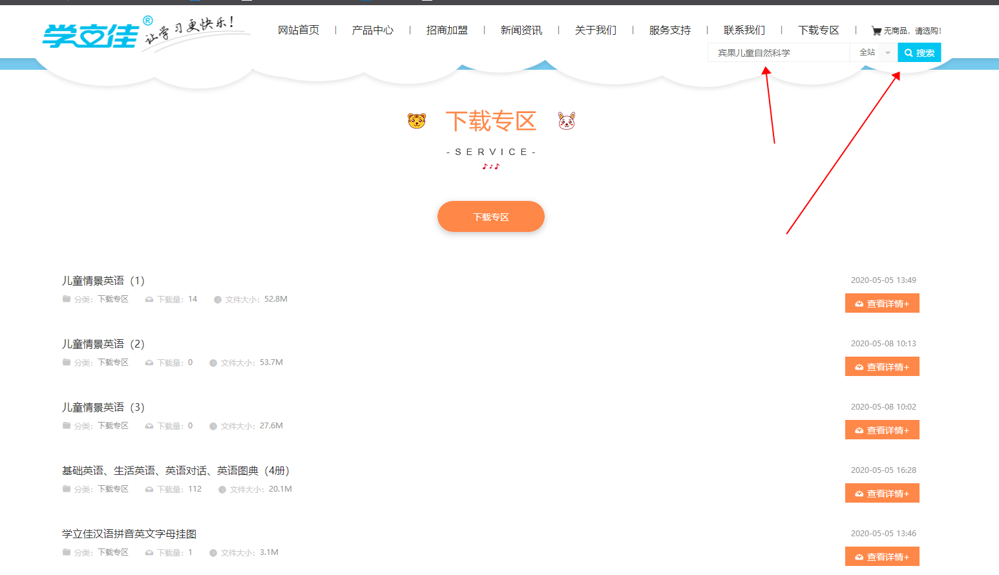 学立佳® 让学习更快乐!
网站首页 产品中心 招商加盟 新闻资讯 关于我们 服务支持 联系我们 下载专区 无商品，请选购!
宾果儿童自然科学 全站 搜索
下载专区
- S E R V I C E -
下载专区
儿童情景英语（1） 2020-05-05 13:49
分类：下载专区 下载量：14 文件大小：52.8M 查看详情+
儿童情景英语（2） 2020-05-08 10:13
分类：下载专区 下载量：0 文件大小：53.7M 查看详情+
儿童情景英语（3） 2020-05-08 10:02
分类：下载专区 下载量：0 文件大小：27.6M 查看详情+
基础英语、生活英语、英语对话、英语图典（4册） 2020-05-05 16:28
分类：下载专区 下载量：112 文件大小：20.1M 查看详情+
学立佳汉语拼音英文字母挂图 2020-05-05 13:46
分类：下载专区 下载量：1 文件大小：3.1M 查看详情+